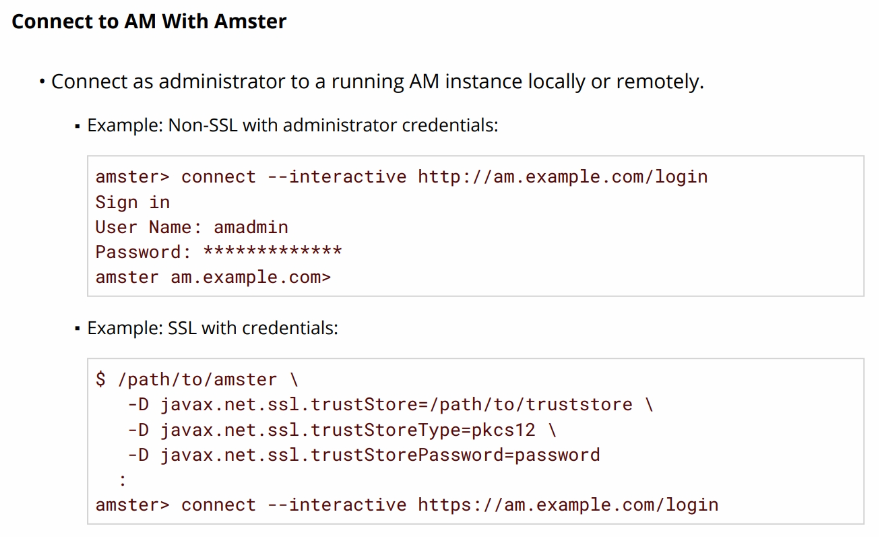 Connect to AM With Amster
• Connect as administrator to a running AM instance locally or remotely.
▪ Example: Non-SSL with administrator credentials:
amster> connect --interactive http://am.example.com/login
Sign in
User Name: amadmin
Password: *************
amster am.example.com>
▪ Example: SSL with credentials:
$ /path/to/amster \
   -D javax.net.ssl.trustStore=/path/to/truststore \
   -D javax.net.ssl.trustStoreType=pkcs12 \
   -D javax.net.ssl.trustStorePassword=password
  :
amster> connect --interactive https://am.example.com/login